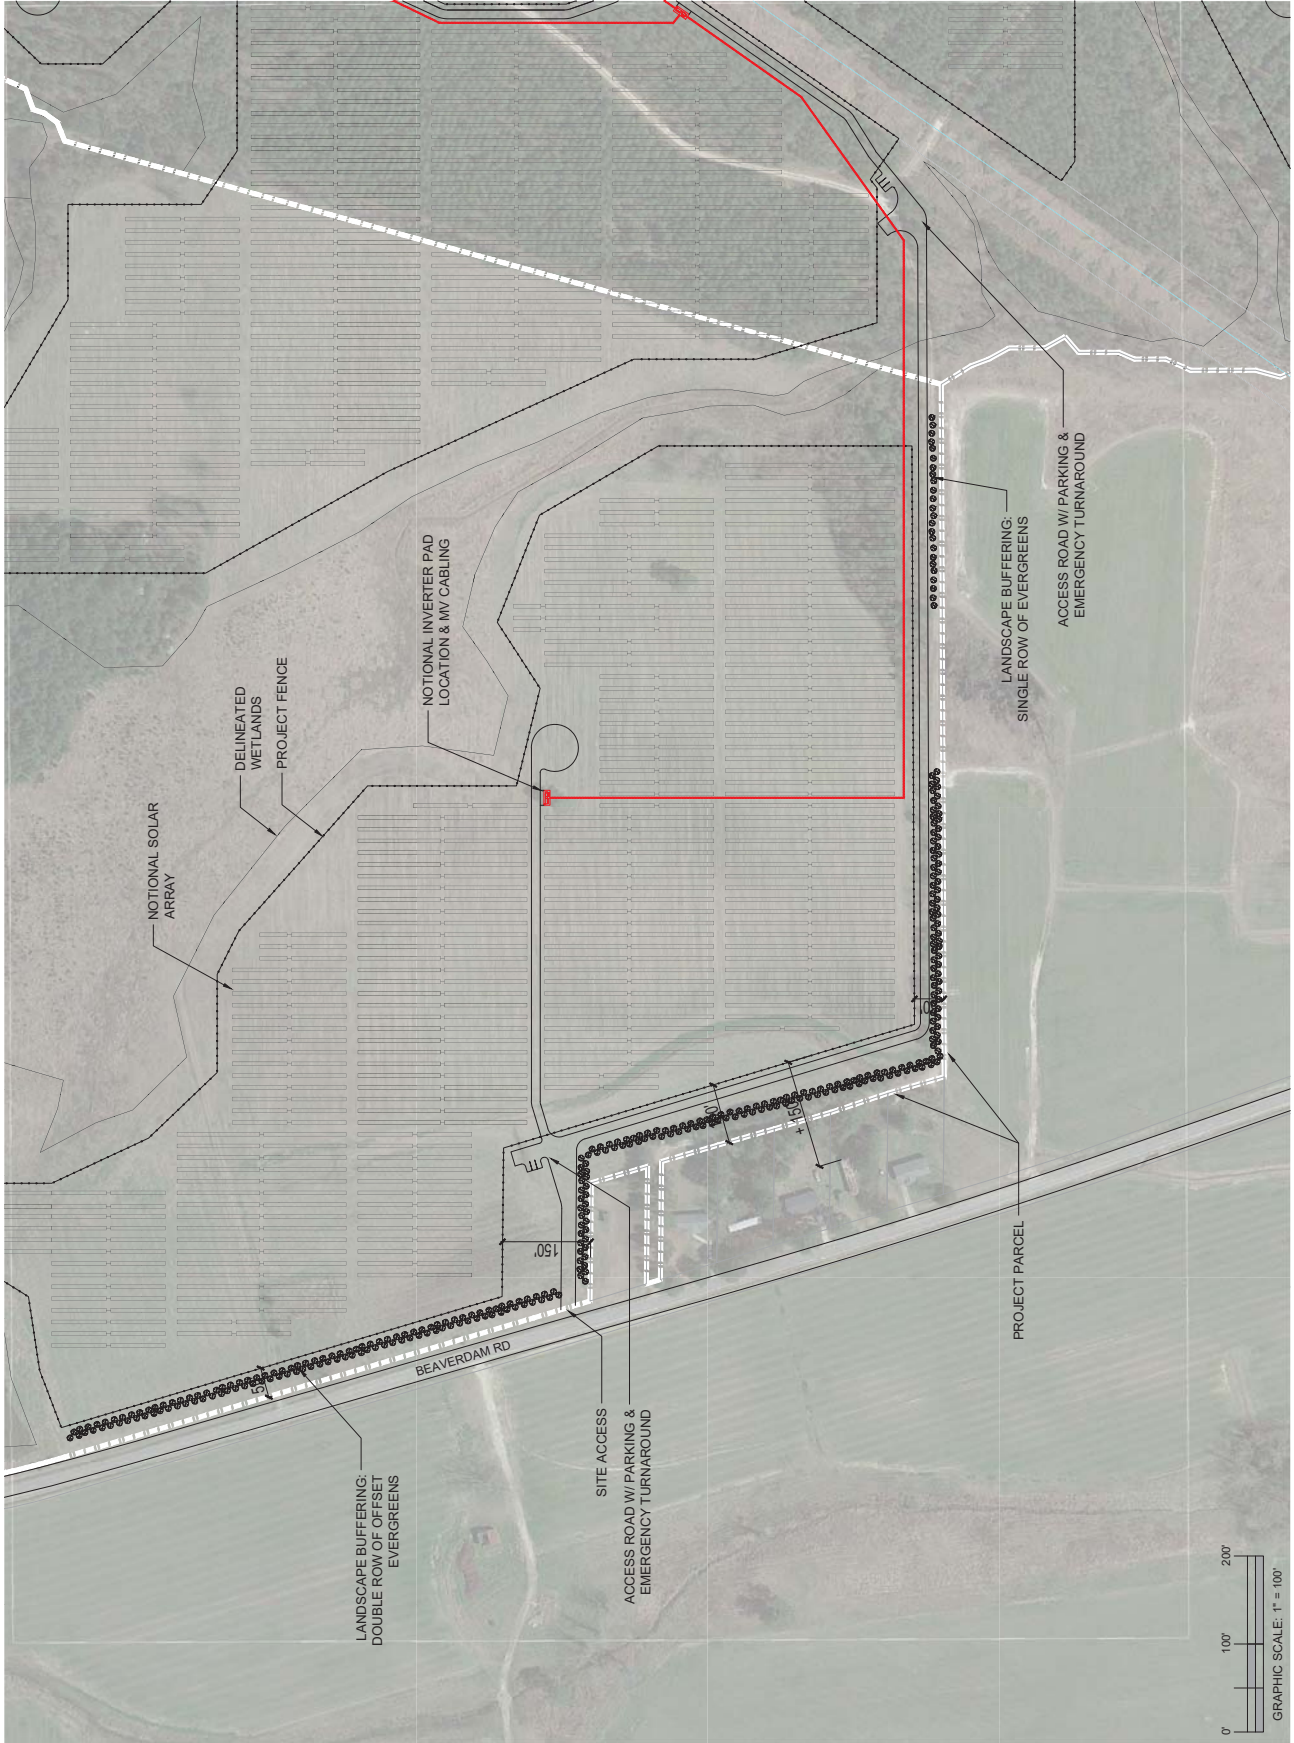 NOTIONAL SOLAR
ARRAY
DELINEATED
WETLANDS
PROJECT FENCE
NOTIONAL INVERTER PAD
LOCATION & MV CABLING
LANDSCAPE BUFFERING:
SINGLE ROW OF EVERGREENS
ACCESS ROAD W/ PARKING &
EMERGENCY TURNAROUND
PROJECT PARCEL
150'
BEAVERDAM RD
SITE ACCESS
ACCESS ROAD W/ PARKING &
EMERGENCY TURNAROUND
LANDSCAPE BUFFERING:
DOUBLE ROW OF OFFSET
EVERGREENS
0' 100' 200'
GRAPHIC SCALE: 1" = 100'